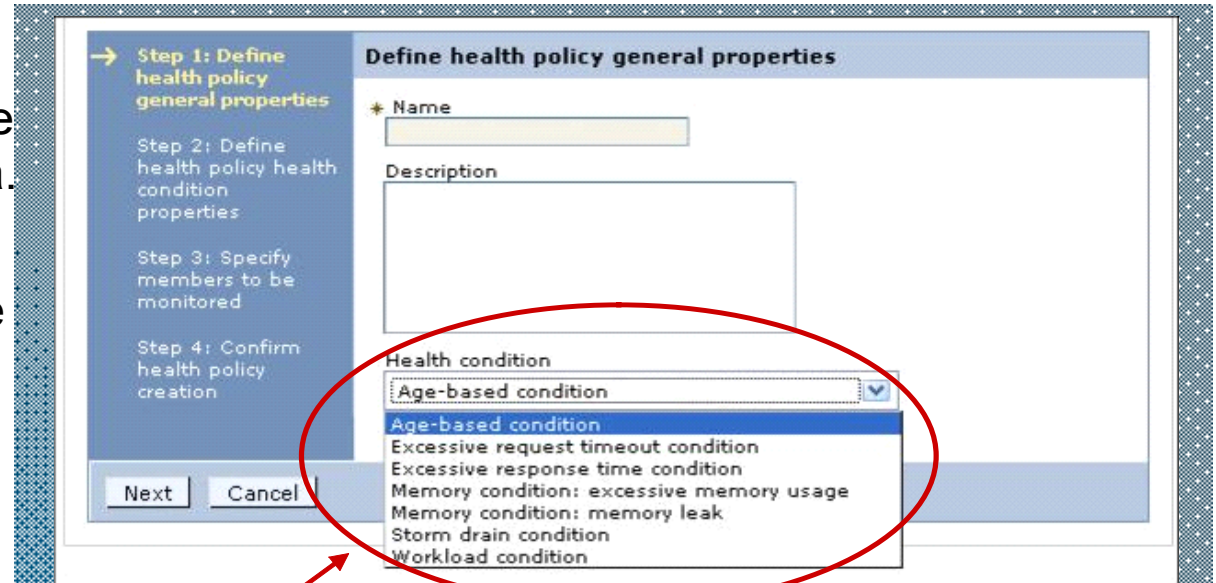 e
a.
e
→ Step 1: Define
health policy
general properties
Step 2: Define
health policy health
condition
properties
Step 3: Specify
members to be
monitored
Step 4: Confirm
health policy
creation
Define health policy general properties
* Name
Description
Health condition
Age-based condition
Age-based condition
Excessive request timeout condition
Excessive response time condition
Memory condition: excessive memory usage
Memory condition: memory leak
Storm drain condition
Workload condition
Next
Cancel